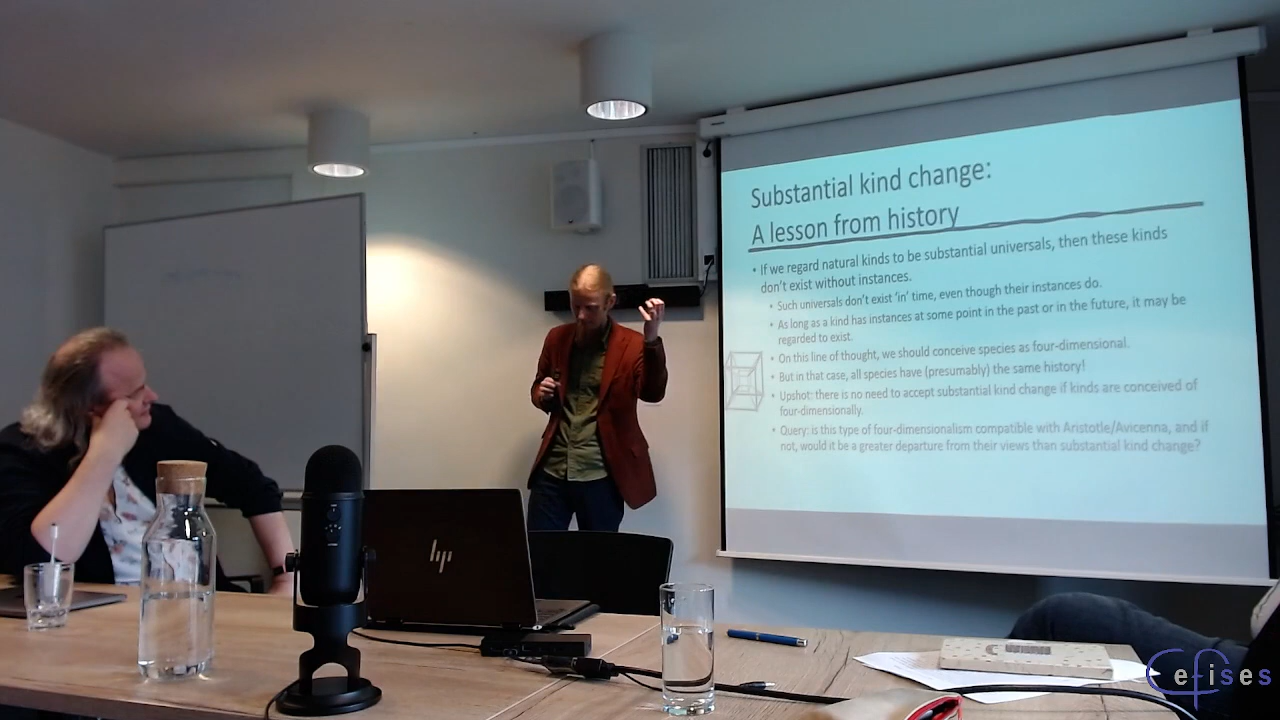 Substantial kind change:
A lesson from history
• If we regard natural kinds to be substantial universals, then these kinds
don't exist without instances.
• Such universals don't exist 'in' time, even though their instances do.
• As long as a kind has instances at some point in the past or in the future, it may be
regarded to exist.
• On this line of thought, we should conceive species as four-dimensional.
• But in that case, all species have (presumably) the same history!
• Upshot: there is no need to accept substantial kind change if kinds are conceived of
four-dimensionally.
• Query: is this type of four-dimensionalism compatible with Aristotle/Avicenna, and if
not, would it be a greater departure from their views than substantial kind change?
hp
Cefises